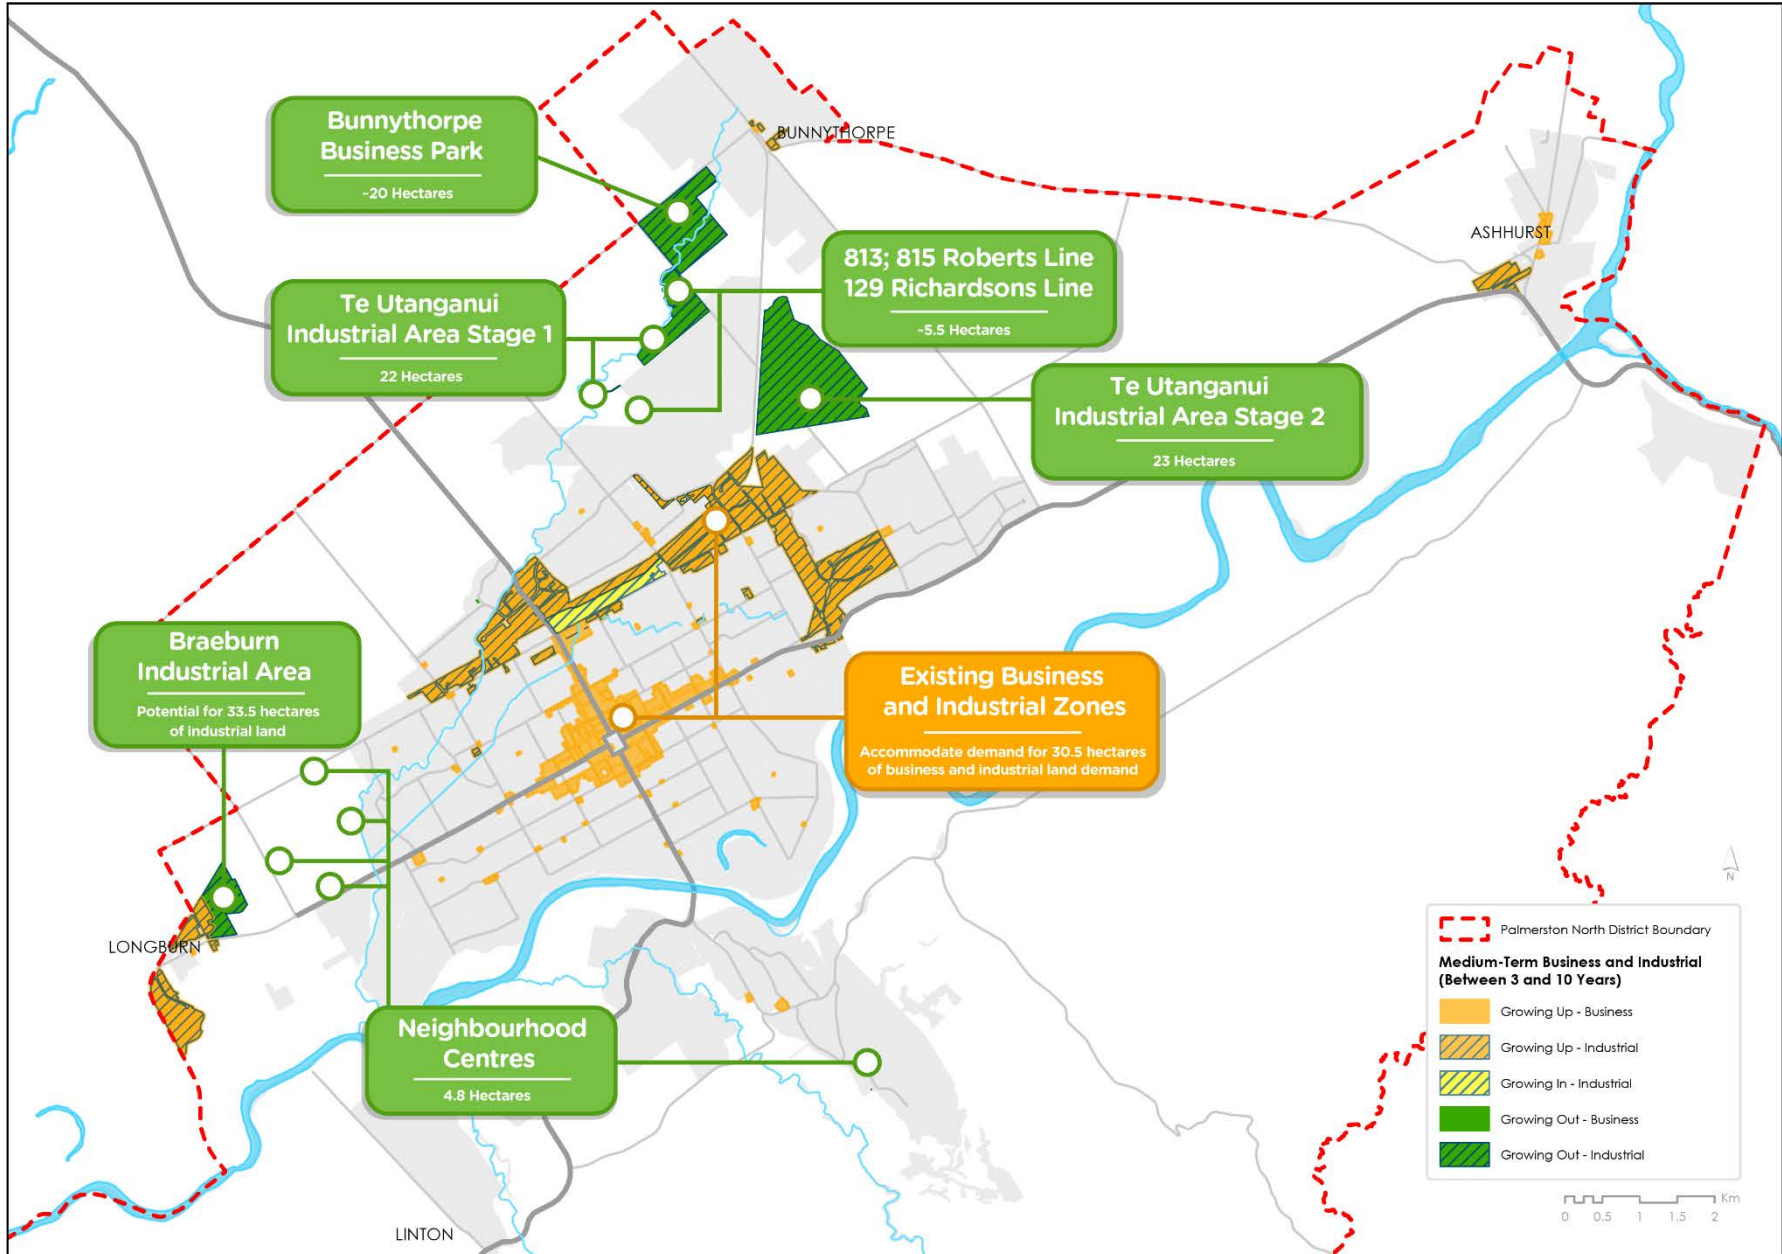 Bunnythorpe
Business Park
~20 Hectares
BUNNYTHORPE
ASHHURST
813; 815 Roberts Line
129 Richardsons Line
~5.5 Hectares
Te Utanganui
Industrial Area Stage 1
22 Hectares
Te Utanganui
Industrial Area Stage 2
23 Hectares
Braeburn
Industrial Area
Potential for 33.5 hectares
of industrial land
Existing Business
and Industrial Zones
Accommodate demand for 30.5 hectares
of business and industrial land demand
LONGBURN
Neighbourhood
Centres
4.8 Hectares
LINTON
N
Palmerston North District Boundary
Medium-Term Business and Industrial
(Between 3 and 10 Years)
Growing Up - Business
Growing Up - Industrial
Growing In - Industrial
Growing Out - Business
Growing Out - Industrial
Km
0 0.5 1 1.5 2